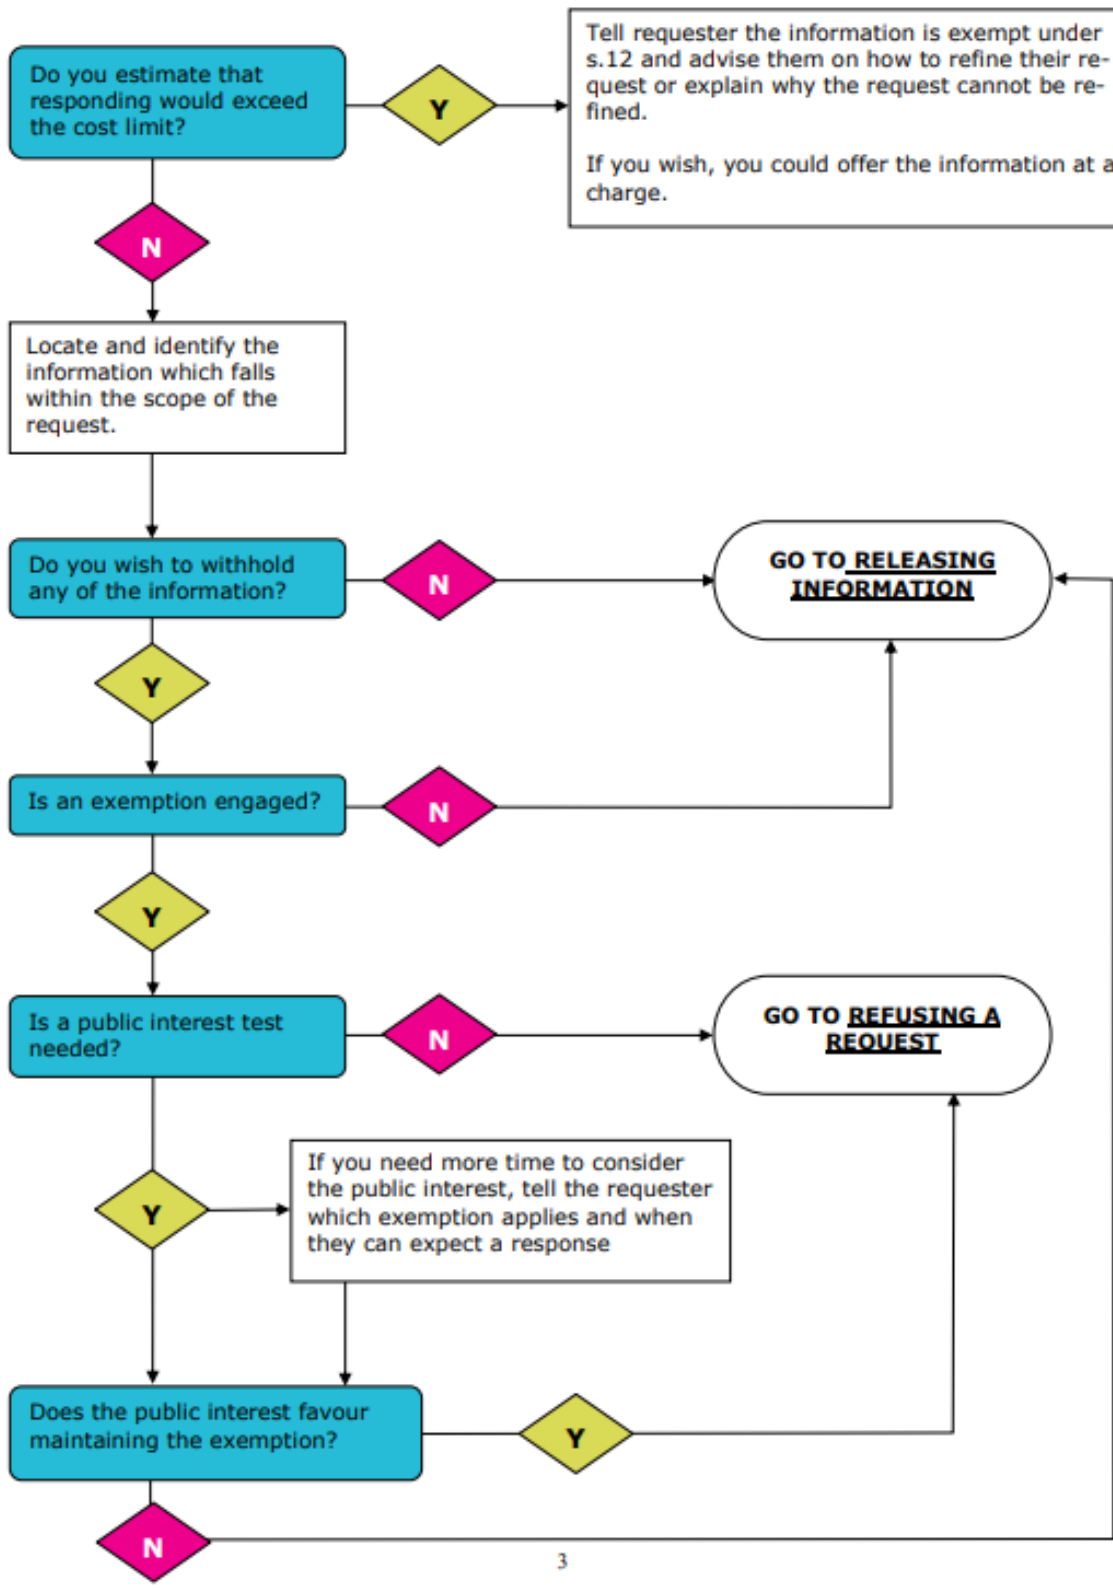 Do you estimate that
responding would exceed
the cost limit?
Y
Tell requester the information is exempt under
s.12 and advise them on how to refine their re-
quest or explain why the request cannot be re-
fined.
If you wish, you could offer the information at a
charge.
N
Locate and identify the
information which falls
within the scope of the
request.
Do you wish to withhold
any of the information?
N
GO TO RELEASING
INFORMATION
Y
Is an exemption engaged?
N
Y
Is a public interest test
needed?
N
GO TO REFUSING A
REQUEST
Y
If you need more time to consider
the public interest, tell the requester
which exemption applies and when
they can expect a response
Does the public interest favour
maintaining the exemption?
Y
N
3